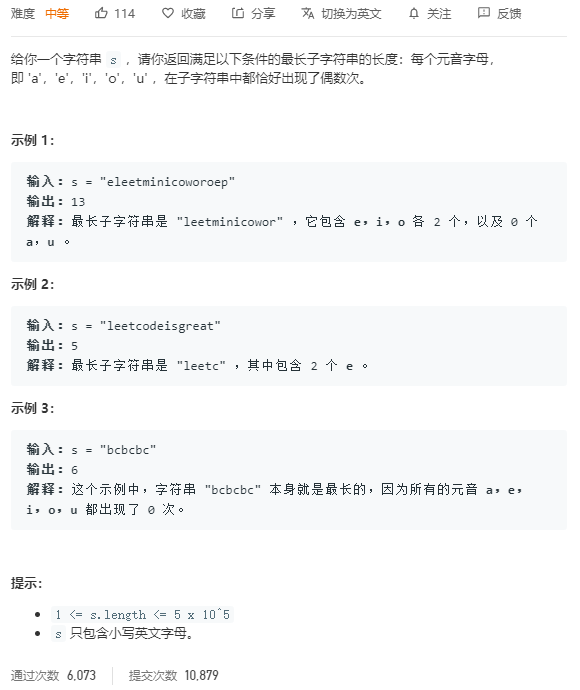 难度 中等 114 收藏 分享 切换为英文 关注 反馈
给你一个字符串 s ，请你返回满足以下条件的最长子字符串的长度：每个元音字母，
即 'a'，'e'，'i'，'o'，'u' ，在子字符串中都恰好出现了偶数次。
示例 1：
输入：s = "eleetminicoworoep"
输出：13
解释：最长子字符串是 "leetminicowor" ，它包含 e，i，o 各 2 个，以及 0 个
a，u 。
示例 2：
输入：s = "leetcodeisgreat"
输出：5
解释：最长子字符串是 "leetc" ，其中包含 2 个 e 。
示例 3：
输入：s = "bcbcbc"
输出：6
解释：这个示例中，字符串 "bcbcbc" 本身就是最长的，因为所有的元音 a，e，
i，o，u 都出现了 0 次。
提示：
• 1 <= s.length <= 5 x 10^5
• s 只包含小写英文字母。
通过次数 6,073 提交次数 10,879